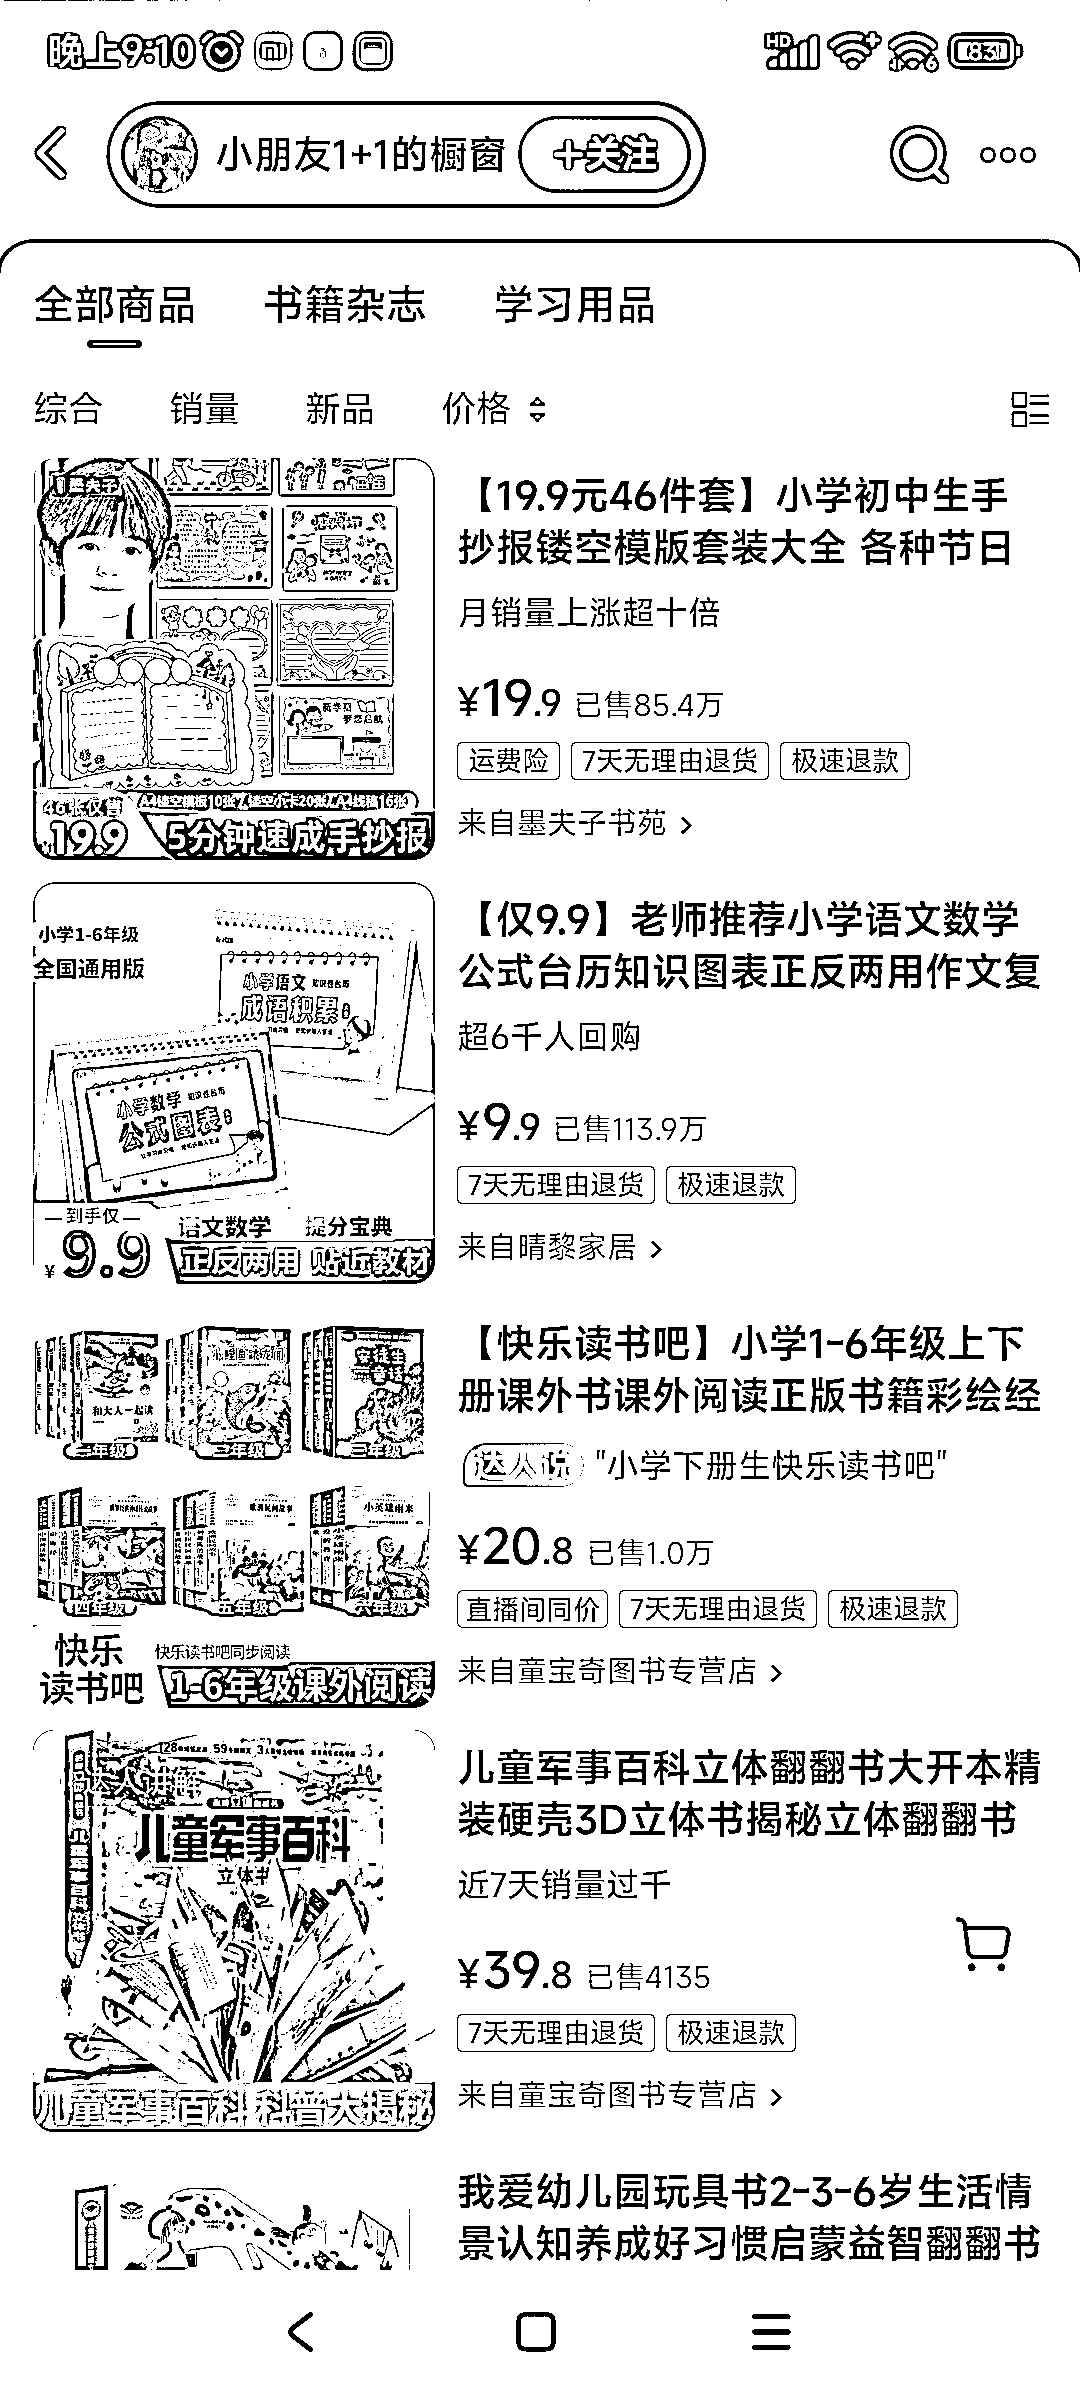 晚上9:10
HD
83
小朋友1+1的橱窗
+关注
全部商品 书籍杂志 学习用品
综合 销量 新品 价格
【19.9元46件套】小学初中生手
抄报镂空模版套装大全 各种节日
月销量上涨超十倍
¥19.9 已售85.4万
运费险 7天无理由退货 极速退款
来自墨夫子书苑
46张仅售
19.9
5分钟速成手抄报
【仅9.9】老师推荐小学语文数学
公式台历知识图表正反两用作文复
超6千人回购
¥9.9 已售113.9万
7天无理由退货 极速退款
来自晴黎家居
小学1-6年级
全国通用版
小学语文
成语积累
小学数学
公式图表
到手仅
¥9.9
语文数学 提分宝典
正反两用 贴近教材
【快乐读书吧】小学1-6年级上下
册课外书课外阅读正版书籍彩绘经
达人说 "小学下册生快乐读书吧"
¥20.8 已售1.0万
直播间同价 7天无理由退货 极速退款
来自童宝奇图书专营店
和大人一起读
一年级 二年级 三年级
小英雄雨来
四年级 五年级 六年级
快乐
读书吧
快乐读书吧同步阅读
1-6年级课外阅读
儿童军事百科立体翻翻书大开本精
装硬壳3D立体书揭秘立体翻翻书
近7天销量过千
¥39.8 已售4135
7天无理由退货 极速退款
来自童宝奇图书专营店
儿童军事百科
立体书
儿童军事百科科普大揭秘
我爱幼儿园玩具书2-3-6岁生活情
景认知养成好习惯启蒙益智翻翻书